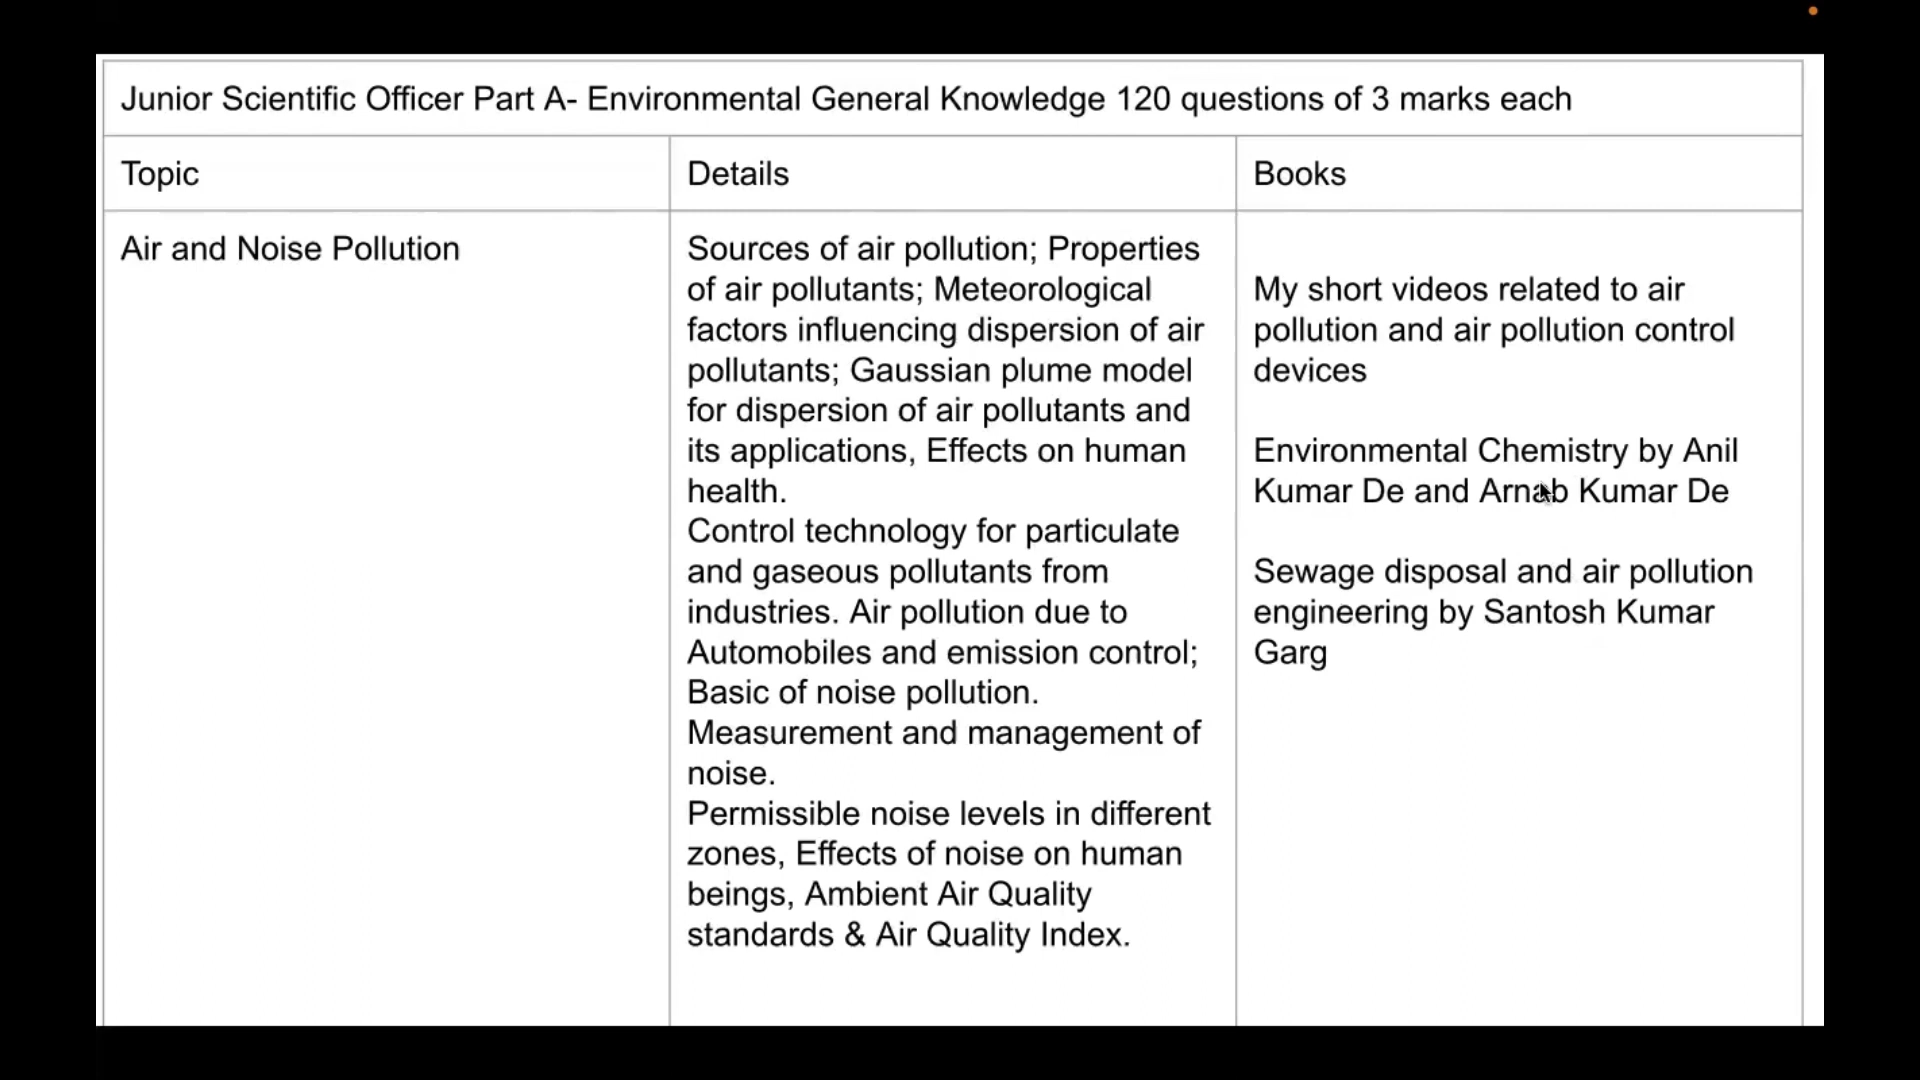 Junior Scientific Officer Part A- Environmental General Knowledge 120 questions of 3 marks each
Topic
Details
Books
Air and Noise Pollution
Sources of air pollution; Properties
of air pollutants; Meteorological
factors influencing dispersion of air
pollutants; Gaussian plume model
for dispersion of air pollutants and
its applications, Effects on human
health.
Control technology for particulate
and gaseous pollutants from
industries. Air pollution due to
Automobiles and emission control;
Basic of noise pollution.
Measurement and management of
noise.
Permissible noise levels in different
zones, Effects of noise on human
beings, Ambient Air Quality
standards & Air Quality Index.
My short videos related to air
pollution and air pollution control
devices
Environmental Chemistry by Anil
Kumar De and Arnab Kumar De
Sewage disposal and air pollution
engineering by Santosh Kumar
Garg